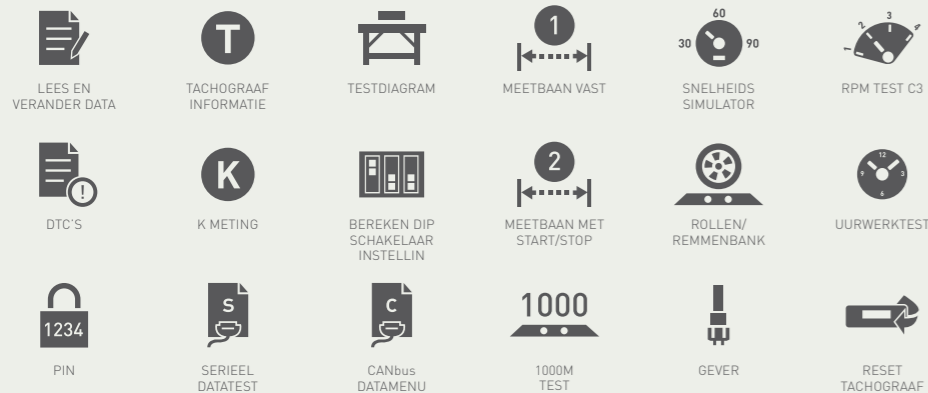 T
1
60
30
90
1 2 3 4
LEES EN
VERANDER DATA
TACHOGRAAF
INFORMATIE
TESTDIAGRAM
MEETBAAN VAST
SNELHEIDS
SIMULATOR
RPM TEST C3
!
K
2
12
9
3
6
DTC'S
K METING
BEREKEN DIP
SCHAKELAAR
INSTELLIN
MEETBAAN MET
START/STOP
ROLLEN/
REMMENBANK
UURWERKTEST
1234
S
C
1000
PIN
SERIEEL
DATATEST
CANbus
DATAMENU
1000M
TEST
GEVER
RESET
TACHOGRAAF